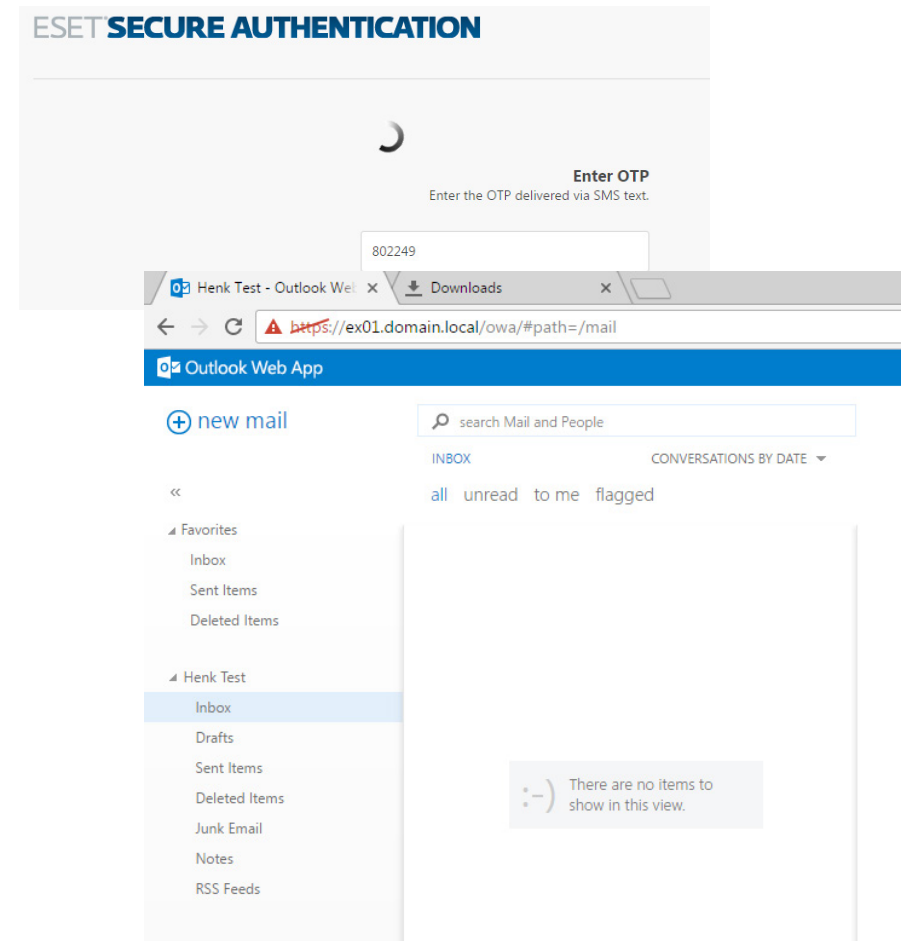 ESET SECURE AUTHENTICATION
Enter OTP
Enter the OTP delivered via SMS text.
802249
Henk Test - Outlook Web
Downloads
https://ex01.domain.local/owa/#path=/mail
Outlook Web App
new mail
search Mail and People
INBOX CONVERSATIONS BY DATE
all unread to me flagged
Favorites
Inbox
Sent Items
Deleted Items
Henk Test
Inbox
Drafts
Sent Items
Deleted Items
Junk Email
Notes
RSS Feeds
:-)
There are no items to
show in this view.